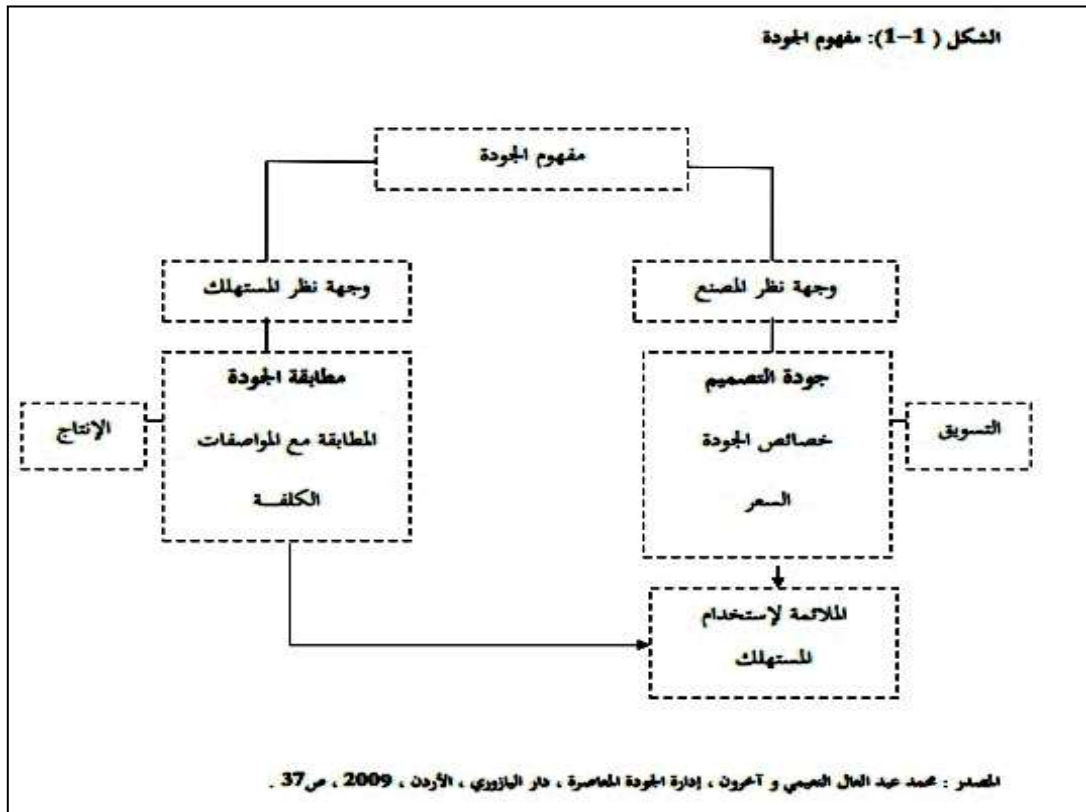 الشكل ( 1-1): مفهوم الجودة
مفهوم الجودة
وجهة نظر المصنع
وجهة نظر المستهلك
جودة التصميم
خصائص الجودة
السعر
مطابقة الجودة
المطابقة مع المواصفات
الكلفـــة
التسويق
الإنتاج
الملائمة لإستخدام
المستهلك
المصدر : محمد عبد العال النعيمي و آخرون ، إدارة الجودة المعاصرة ، دار اليازوري ، الأردن ، 2009 ، ص37 .